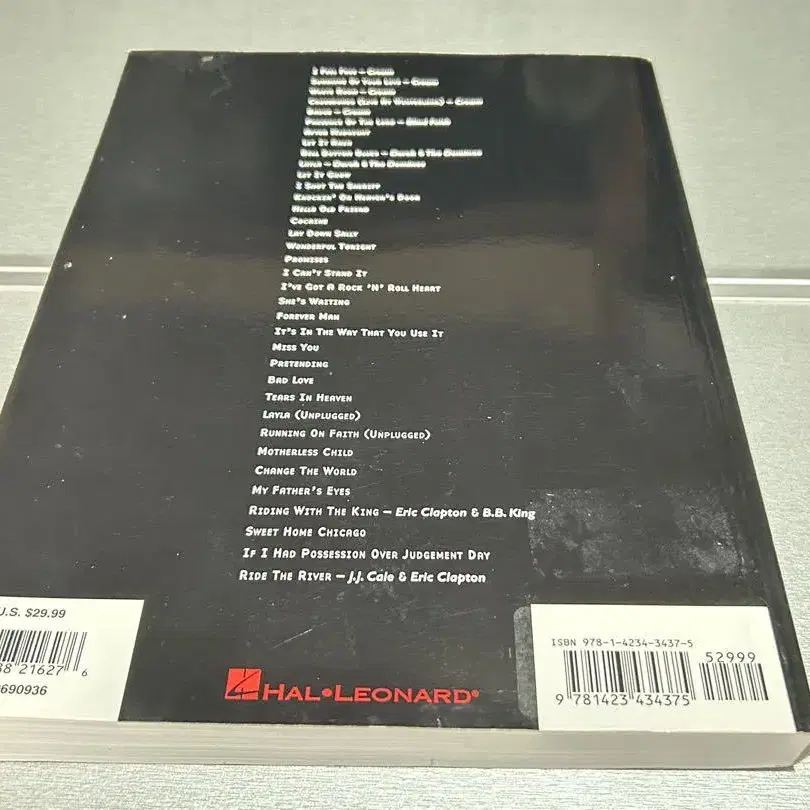 I Feel Free – Cream
Sunshine Of Your Love – Cream
White Room – Cream
Crossroads (Live At Winterland) – Cream
Badge – Cream
Presence Of The Lord – Blind Faith
After Midnight
Let It Rain
Bell Bottom Blues – Derek & The Dominos
Layla – Derek & The Dominos
Let It Grow
I Shot The Sheriff
Knockin' On Heaven's Door
Hello Old Friend
Cocaine
Lay Down Sally
Wonderful Tonight
Promises
I Can't Stand It
I've Got A Rock 'N' Roll Heart
She's Waiting
Forever Man
It's In The Way That You Use It
Miss You
Pretending
Bad Love
Tears In Heaven
Layla (Unplugged)
Running On Faith (Unplugged)
Motherless Child
Change The World
My Father's Eyes
Riding With The King – Eric Clapton & B.B. King
Sweet Home Chicago
If I Had Possession Over Judgement Day
Ride The River – J.J. Cale & Eric Clapton
U.S. $29.99
88 21627 6
690936
HAL•LEONARD®
ISBN 978-1-4234-3437-5
52999
9 781423 434375